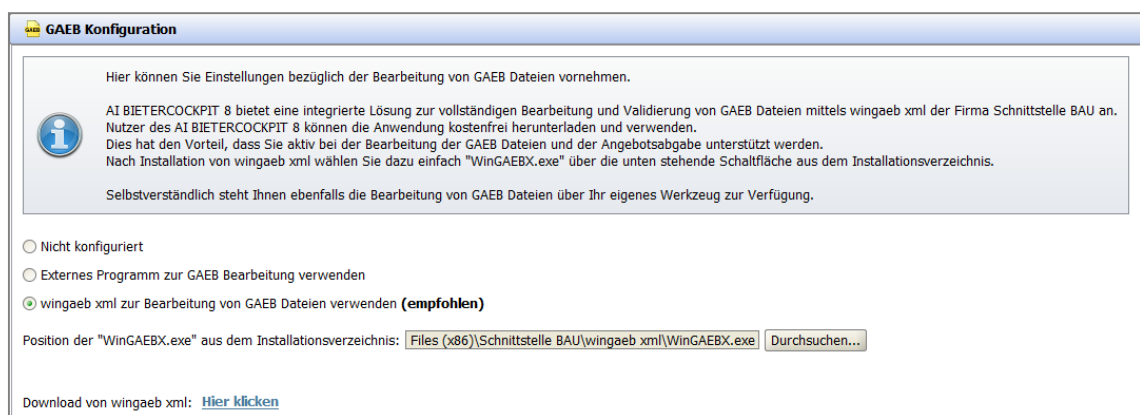 GAEB GAEB Konfiguration
Hier können Sie Einstellungen bezüglich der Bearbeitung von GAEB Dateien vornehmen.
AI BIETERCOCKPIT 8 bietet eine integrierte Lösung zur vollständigen Bearbeitung und Validierung von GAEB Dateien mittels wingaeb xml der Firma Schnittstelle BAU an.
Nutzer des AI BIETERCOCKPIT 8 können die Anwendung kostenfrei herunterladen und verwenden.
Dies hat den Vorteil, dass Sie aktiv bei der Bearbeitung der GAEB Dateien und der Angebotsabgabe unterstützt werden.
Nach Installation von wingaeb xml wählen Sie dazu einfach "WinGAEBX.exe" über die unten stehende Schaltfläche aus dem Installationsverzeichnis.
Selbstverständlich steht Ihnen ebenfalls die Bearbeitung von GAEB Dateien über Ihr eigenes Werkzeug zur Verfügung.
Nicht konfiguriert
Externes Programm zur GAEB Bearbeitung verwenden
wingaeb xml zur Bearbeitung von GAEB Dateien verwenden (empfohlen)
Position der "WinGAEBX.exe" aus dem Installationsverzeichnis: Files (x86)\Schnittstelle BAU\wingaeb xml\WinGAEBX.exe Durchsuchen...
Download von wingaeb xml: Hier klicken